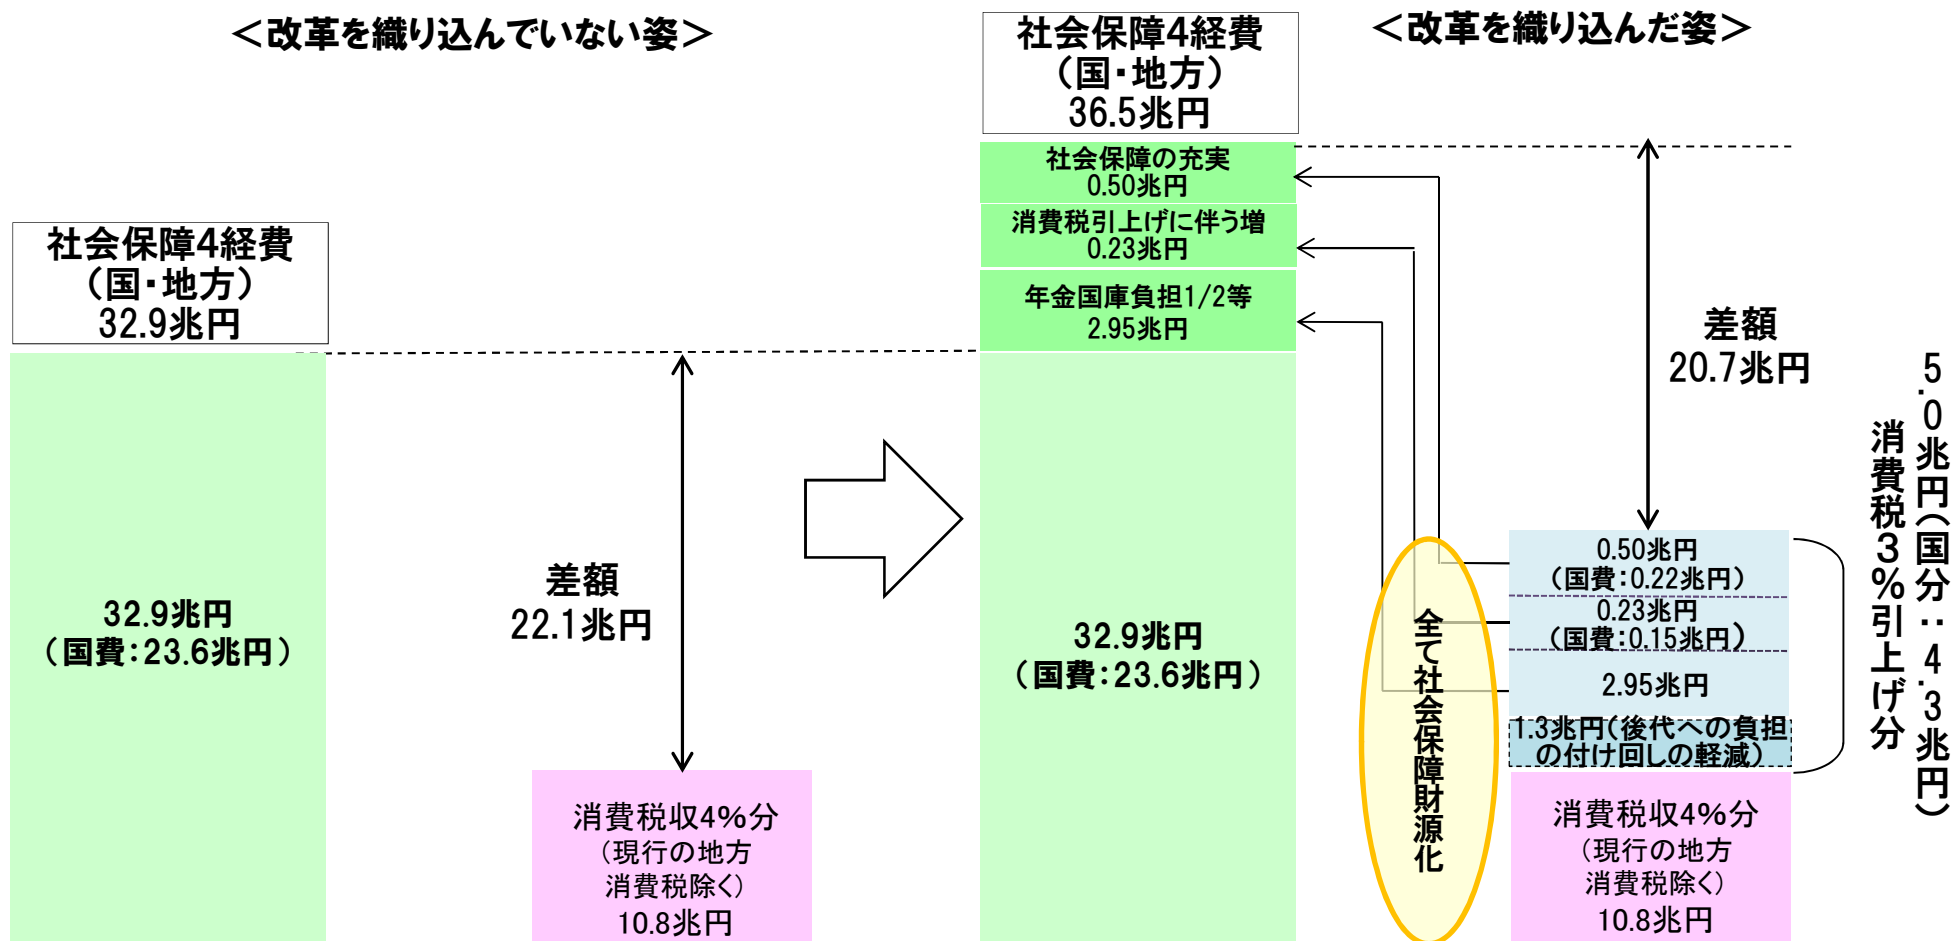 ＜改革を織り込んでいない姿＞
社会保障4経費
（国・地方）
32.9兆円
32.9兆円
（国費：23.6兆円）
差額
22.1兆円
消費税収4%分
（現行の地方
消費税除く）
10.8兆円
＜改革を織り込んだ姿＞
社会保障4経費
（国・地方）
36.5兆円
社会保障の充実
0.50兆円
消費税引上げに伴う増
0.23兆円
年金国庫負担1/2等
2.95兆円
32.9兆円
（国費：23.6兆円）
全て社会保障財源化
差額
20.7兆円
0.50兆円
（国費：0.22兆円）
0.23兆円
（国費：0.15兆円）
2.95兆円
1.3兆円（後代への負担
の付け回しの軽減）
消費税収4%分
（現行の地方
消費税除く）
10.8兆円
5.0兆円（国分：4.3兆円）
消費税３％引上げ分